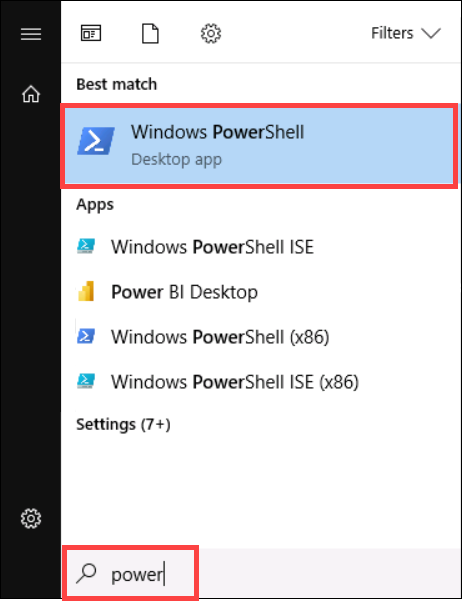 Filters
Best match
Windows PowerShell
Desktop app
Apps
Windows PowerShell ISE
Power BI Desktop
Windows PowerShell (x86)
Windows PowerShell ISE (x86)
Settings (7+)
power